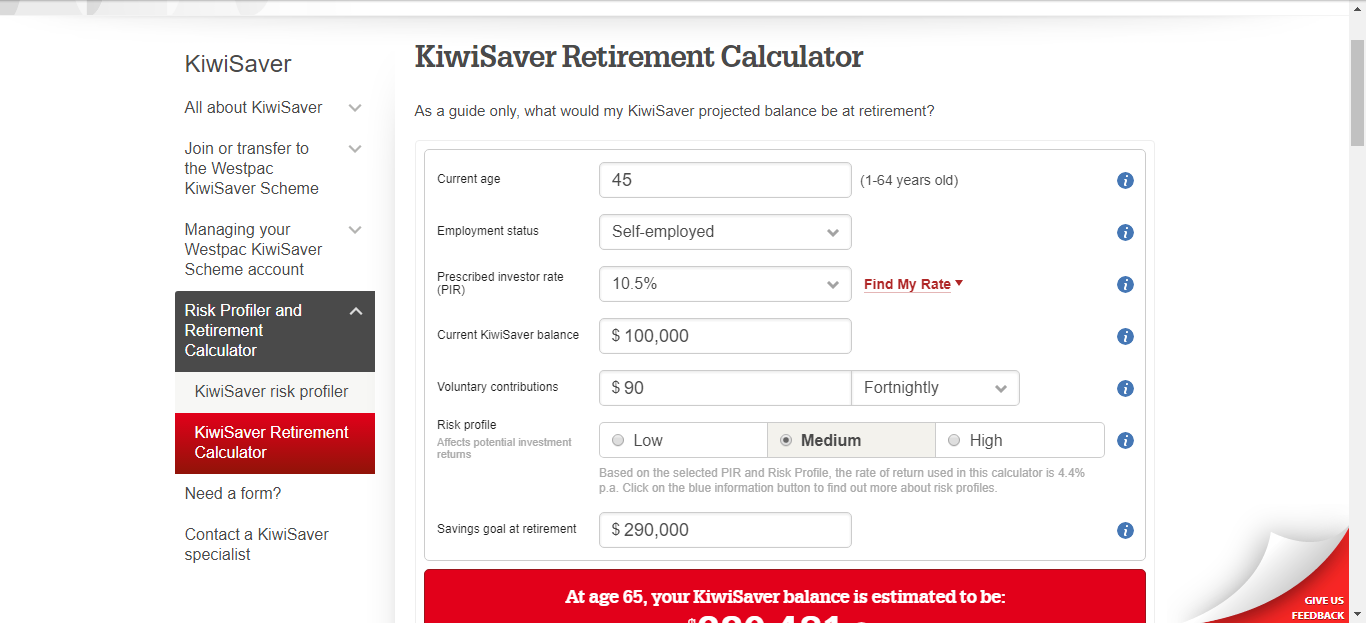 KiwiSaver
All about KiwiSaver
Join or transfer to
the Westpac
KiwiSaver Scheme
Managing your
Westpac KiwiSaver
Scheme account
Risk Profiler and
Retirement
Calculator
KiwiSaver risk profiler
KiwiSaver Retirement
Calculator
Need a form?
Contact a KiwiSaver
specialist
KiwiSaver Retirement Calculator
As a guide only, what would my KiwiSaver projected balance be at retirement?
Current age 45 (1-64 years old)
Employment status Self-employed
Prescribed investor rate
(PIR) 10.5% Find My Rate
Current KiwiSaver balance $ 100,000
Voluntary contributions $ 90 Fortnightly
Risk profile
Affects potential investment
returns
Low Medium High
Based on the selected PIR and Risk Profile, the rate of return used in this calculator is 4.4%
p.a. Click on the blue information button to find out more about risk profiles.
Savings goal at retirement $ 290,000
At age 65, your KiwiSaver balance is estimated to be:
GIVE US
FEEDBACK